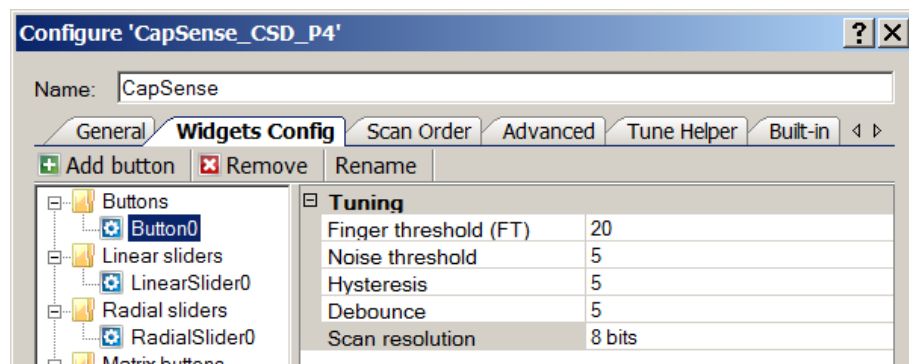 Configure 'CapSense_CSD_P4'
Name: CapSense
General Widgets Config Scan Order Advanced Tune Helper Built-in
Add button Remove Rename
Buttons
Button0
Linear sliders
LinearSlider0
Radial sliders
RadialSlider0
Matrix buttons
Tuning
Finger threshold (FT) 20
Noise threshold 5
Hysteresis 5
Debounce 5
Scan resolution 8 bits